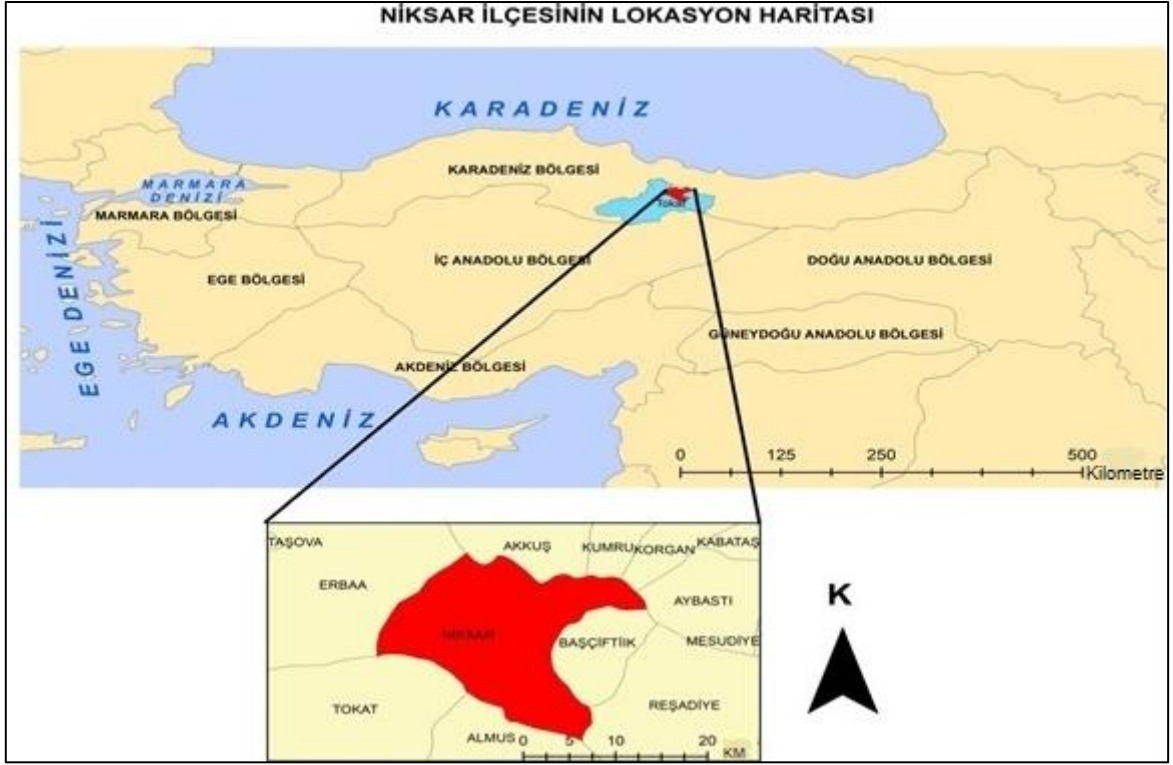 NİKSAR İLÇESİNİN LOKASYON HARİTASI
KARADENİZ
KARADENİZ BÖLGESİ
MARMARA
DENİZİ
MARMARA BÖLGESİ
Tokat
EGE DENİZİ
EGE BÖLGESİ
İÇ ANADOLU BÖLGESİ
DOĞU ANADOLU BÖLGESİ
GÜNEYDOĞU ANADOLU BÖLGESİ
AKDENİZ BÖLGESİ
AKDENİZ
0 125 250 500
Kilometre
TAŞOVA
AKKUŞ
KUMRU
KORGAN
KABATAŞ
ERBAA
AYBASTI
NİKSAR
BAŞÇİFTİİK
MESUDİYE
TOKAT
REŞADİYE
ALMUS
0 5 10 20
KM
K